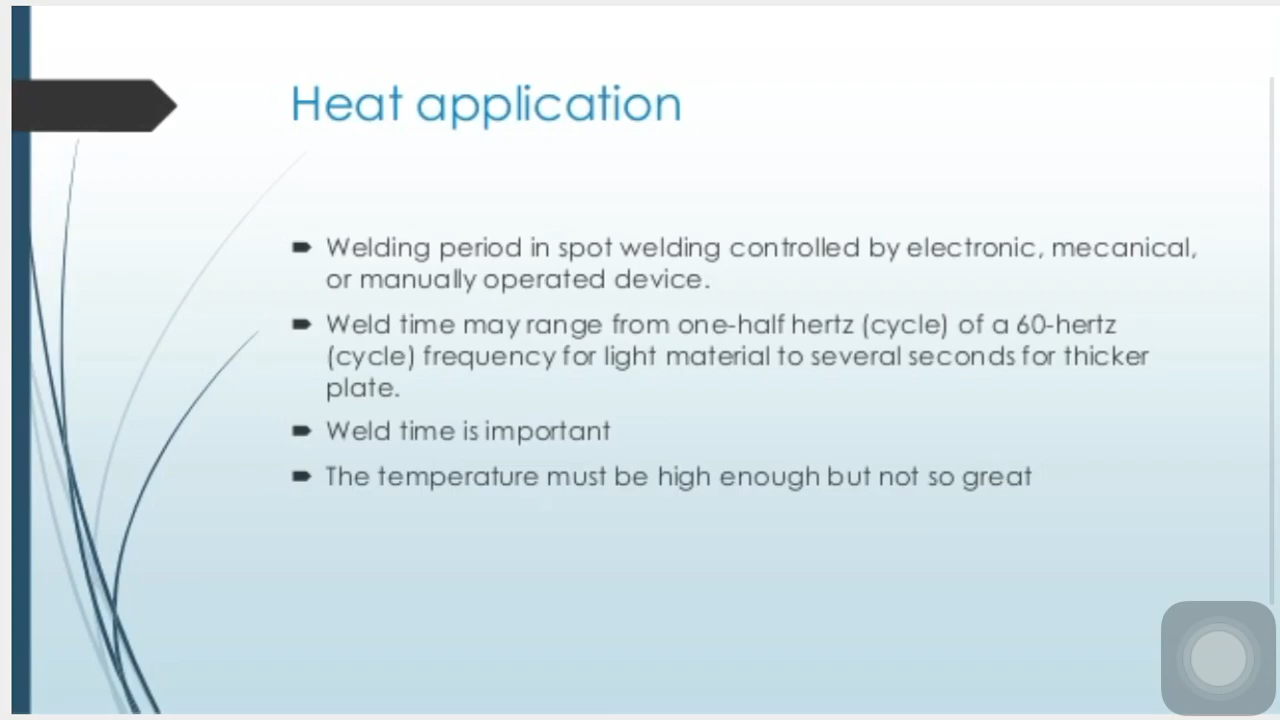 Heat application
Welding period in spot welding controlled by electronic, mecanical,
or manually operated device.
Weld time may range from one-half hertz (cycle) of a 60-hertz
(cycle) frequency for light material to several seconds for thicker
plate.
Weld time is important
The temperature must be high enough but not so great